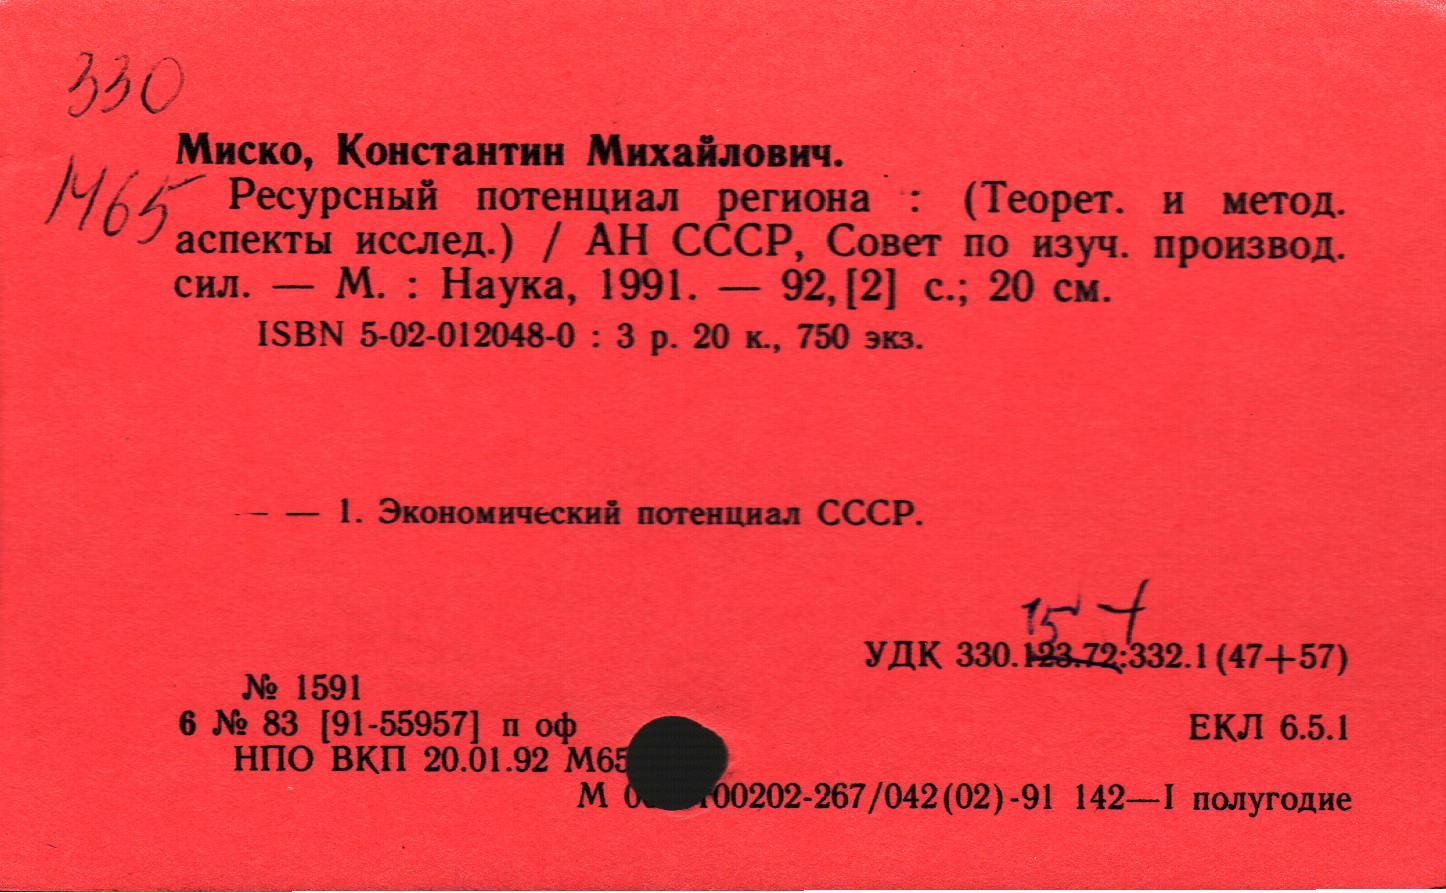 330
М65
Миско, Константин Михайлович.
Ресурсный потенциал региона : (Теорет. и метод.
аспекты исслед.) / АН СССР, Совет по изуч. производ.
сил. — М. : Наука, 1991. — 92, [2] с.; 20 см.
ISBN 5-02-012048-0 : 3 р. 20 к., 750 экз.
— — 1. Экономический потенциал СССР.
15
УДК 330.123.72:332.1(47+57)
№ 1591
6 № 83 [91-55957] п оф
ЕКЛ 6.5.1
НПО ВКП 20.01.92 М65
М 00202-267/042(02)-91 142—I полугодие